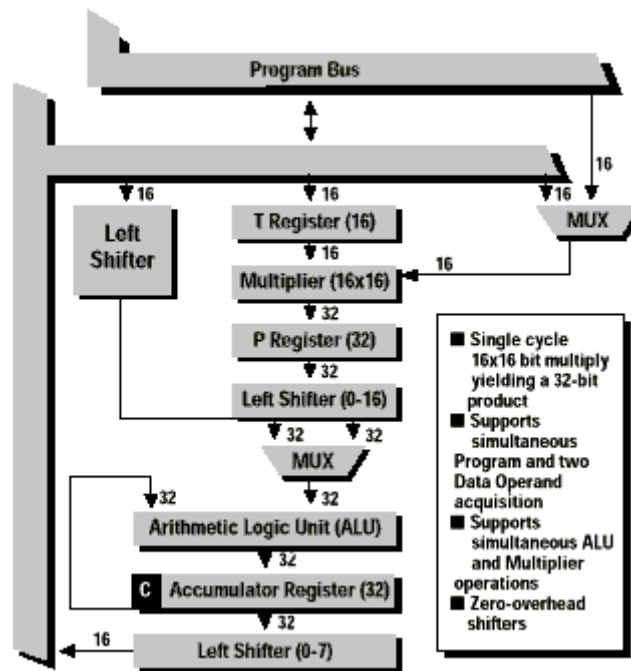 Program Bus
16
16
16
16
Left
Shifter
T Register (16)
MUX
16
16
Multiplier (16x16)
32
P Register (32)
32
Left Shifter (0-16)
32
32
MUX
32
32
Arithmetic Logic Unit (ALU)
32
C
Accumulator Register (32)
32
16
Left Shifter (0-7)
■ Single cycle
16x16 bit multiply
yielding a 32-bit
product
■ Supports
simultaneous
Program and two
Data Operand
acquisition
■ Supports
simultaneous ALU
and Multiplier
operations
■ Zero-overhead
shifters